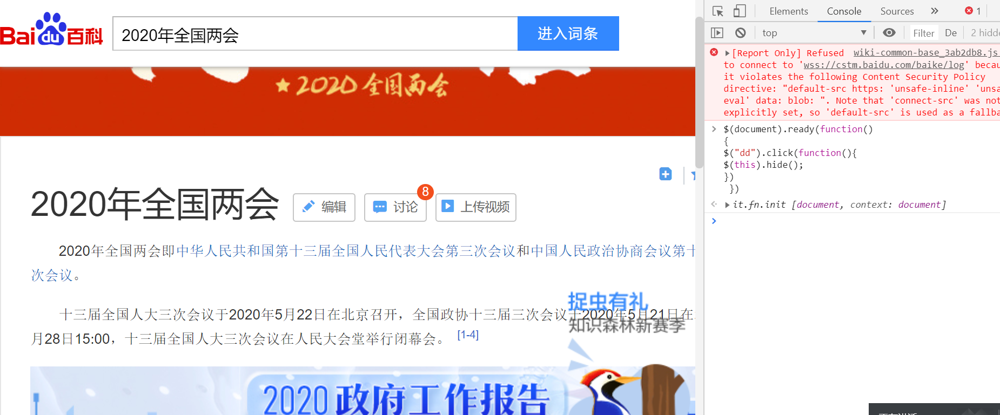 Bai du 百科
2020年全国两会
进入词条
2020 全国两会
2020年全国两会
编辑
讨论
8
上传视频
2020年全国两会即中华人民共和国第十三届全国人民代表大会第三次会议和中国人民政治协商会议第十
次会议。
捉虫有礼
十三届全国人大三次会议于2020年5月22日在北京召开，全国政协十三届三次会议于2020年5月21日在
知识森林新赛季
月28日15:00，十三届全国人大三次会议在人民大会堂举行闭幕会。 [1-4]
2020 政府工作报告
Elements
Console
Sources
1
top
Filter
De
2 hidde
[Report Only] Refused wiki-common-base_3ab2db8.js
to connect to 'wss://cstm.baidu.com/baike/log' becau
it violates the following Content Security Policy
directive: "default-src https: 'unsafe-inline' 'unsa
eval' data: blob: ". Note that 'connect-src' was not
explicitly set, so 'default-src' is used as a fallba
$(document).ready(function()
{
$("dd").click(function(){
$(this).hide();
})
})
it.fn.init [document, context: document]